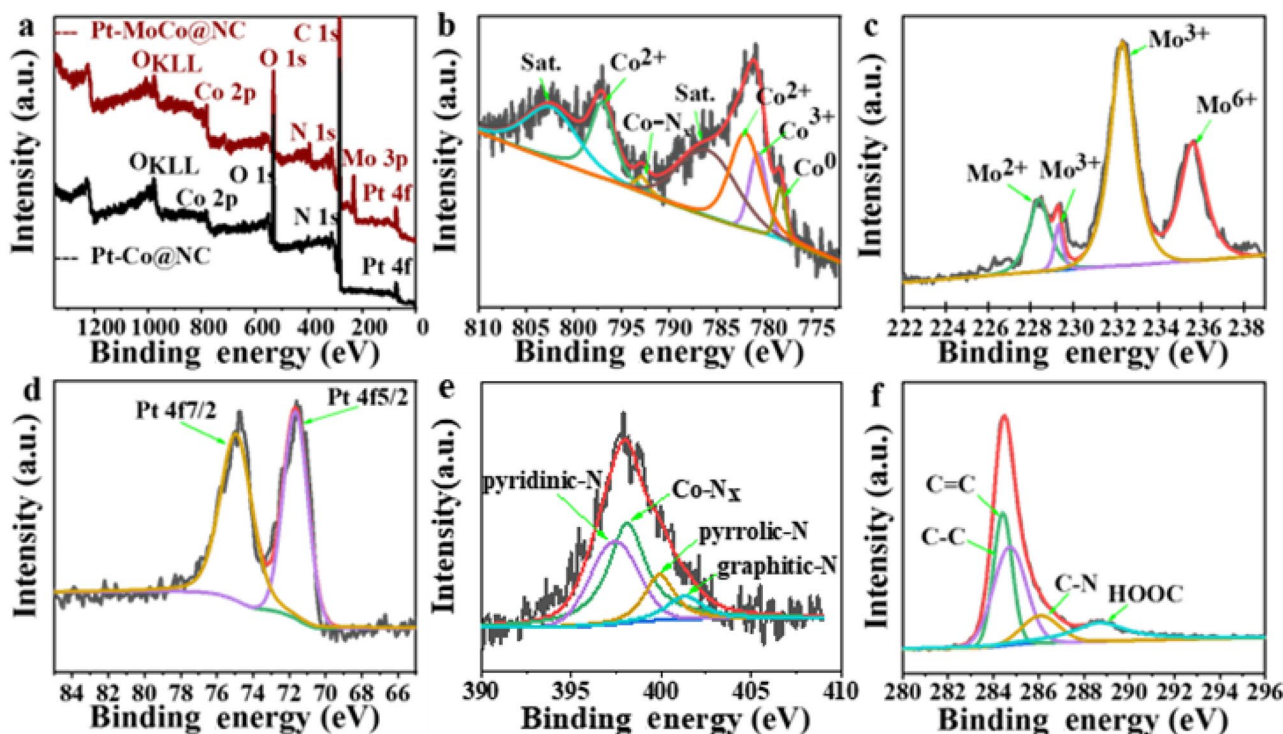 a
Pt-MoCo@NC
C 1s
O 1s
OKLL
Co 2p
N 1s
Mo 3p
Pt 4f
OKLL
O 1s
Co 2p
N 1s
Pt-Co@NC
Pt 4f
Intensity (a.u.)
1200 1000 800 600 400 200 0
Binding energy (eV)
b
Sat.
Co2+
Sat.
Co-Nx
Co2+
Co3+
Co0
Intensity (a.u.)
810 805 800 795 790 785 780 775
Binding energy (eV)
c
Mo3+
Mo6+
Mo2+
Mo3+
Intensity (a.u.)
222 224 226 228 230 232 234 236 238
Binding energy (eV)
d
Pt 4f7/2
Pt 4f5/2
Intensity (a.u.)
85 84 82 80 78 76 74 72 70 68 66
Binding energy (eV)
e
pyridinic-N
Co-Nx
pyrrolic-N
graphitic-N
Intensity(a.u.)
390 395 400 405 410
Binding energy (eV)
f
C=C
C-C
C-N
HOOC
Intensity (a.u.)
280 282 284 286 288 290 292 294 296
Binding energy (eV)